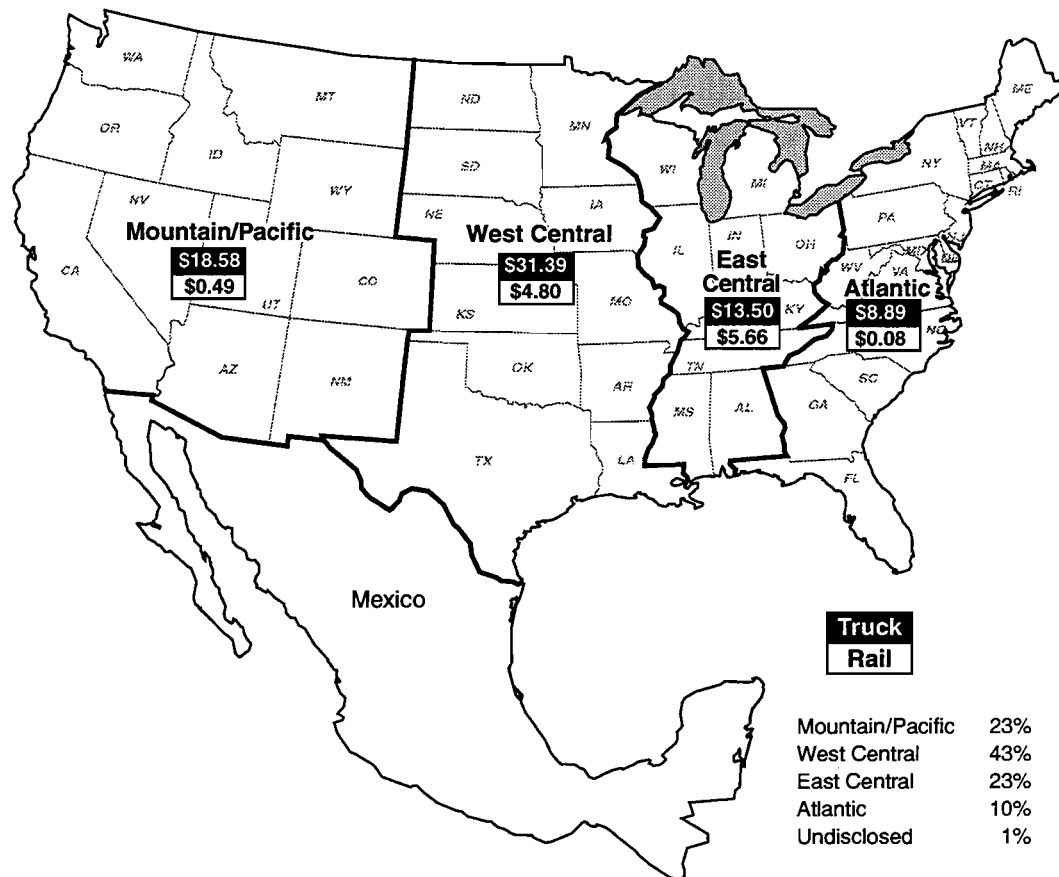 WA
MT
ND
MN
ME
OR
ID
SD
WI
MI
VT
NH
NY
MA
CT
RI
WY
NV
NE
IA
PA
Mountain/Pacific
West Central
IL
IN
OH
CA
$18.58
$31.39
East
Central
WV
MD
VA
$0.49
$4.80
Atlantic
UT
CO
KS
MO
$13.50
KY
$8.89
$5.66
$0.08
NC
AZ
NM
OK
AR
TN
SC
MS
AL
GA
TX
LA
FL
Mexico
Truck
Rail
Mountain/Pacific 23%
West Central 43%
East Central 23%
Atlantic 10%
Undisclosed 1%